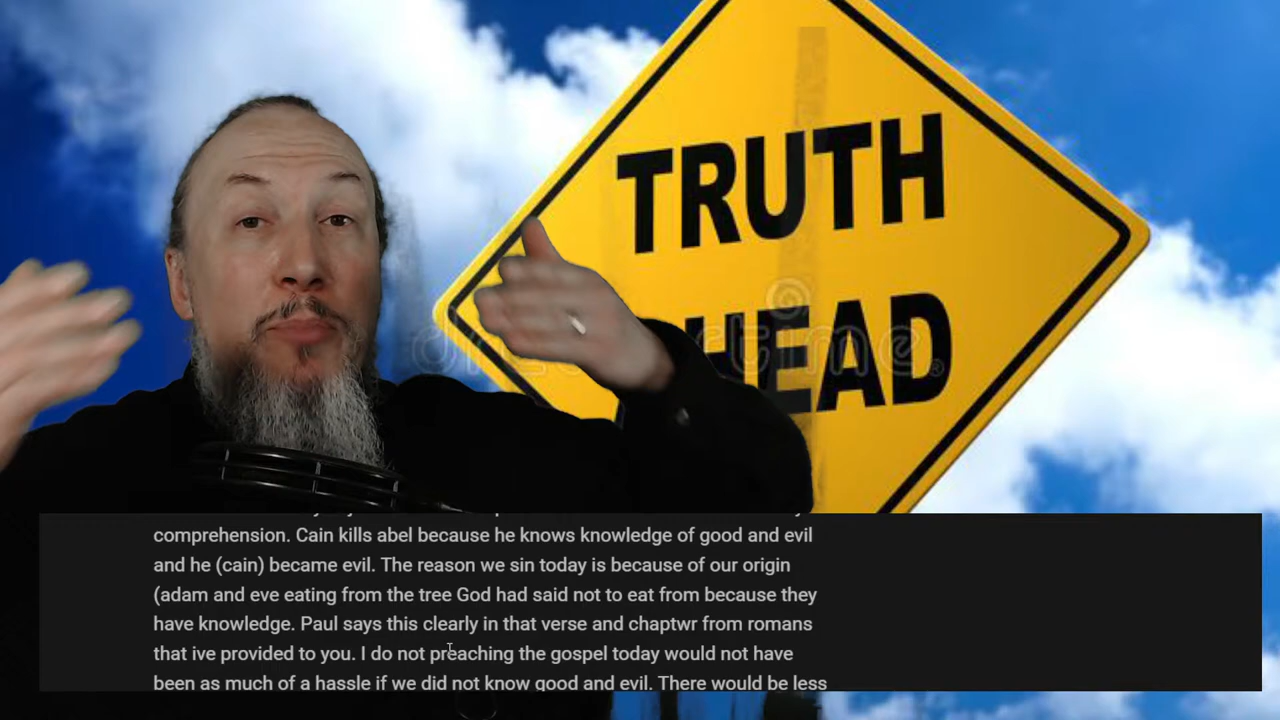 TRUTH
HEAD
comprehension. Cain kills abel because he knows knowledge of good and evil
and he (cain) became evil. The reason we sin today is because of our origin
(adam and eve eating from the tree God had said not to eat from because they
have knowledge. Paul says this clearly in that verse and chaptwr from romans
that ive provided to you. I do not preaching the gospel today would not have
been as much of a hassle if we did not know good and evil. There would be less